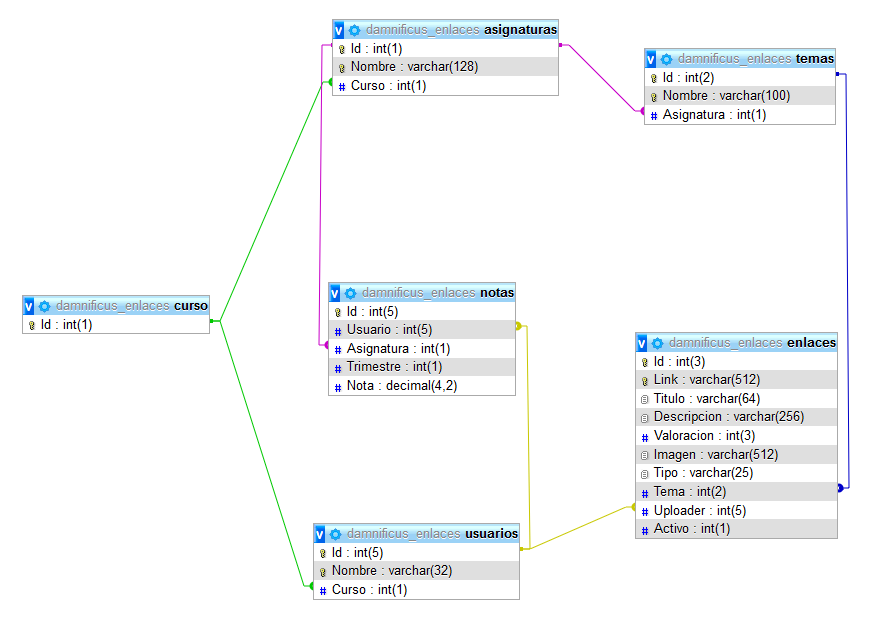 v damnificus_enlaces asignaturas
Id : int(1)
Nombre : varchar(128)
# Curso : int(1)
v damnificus_enlaces temas
Id : int(2)
Nombre : varchar(100)
# Asignatura : int(1)
v damnificus_enlaces curso
Id : int(1)
v damnificus_enlaces notas
Id : int(5)
# Usuario : int(5)
# Asignatura : int(1)
# Trimestre : int(1)
# Nota : decimal(4,2)
v damnificus_enlaces enlaces
Id : int(3)
Link : varchar(512)
Titulo : varchar(64)
Descripcion : varchar(256)
# Valoracion : int(3)
Imagen : varchar(512)
Tipo : varchar(25)
# Tema : int(2)
# Uploader : int(5)
# Activo : int(1)
v damnificus_enlaces usuarios
Id : int(5)
Nombre : varchar(32)
# Curso : int(1)